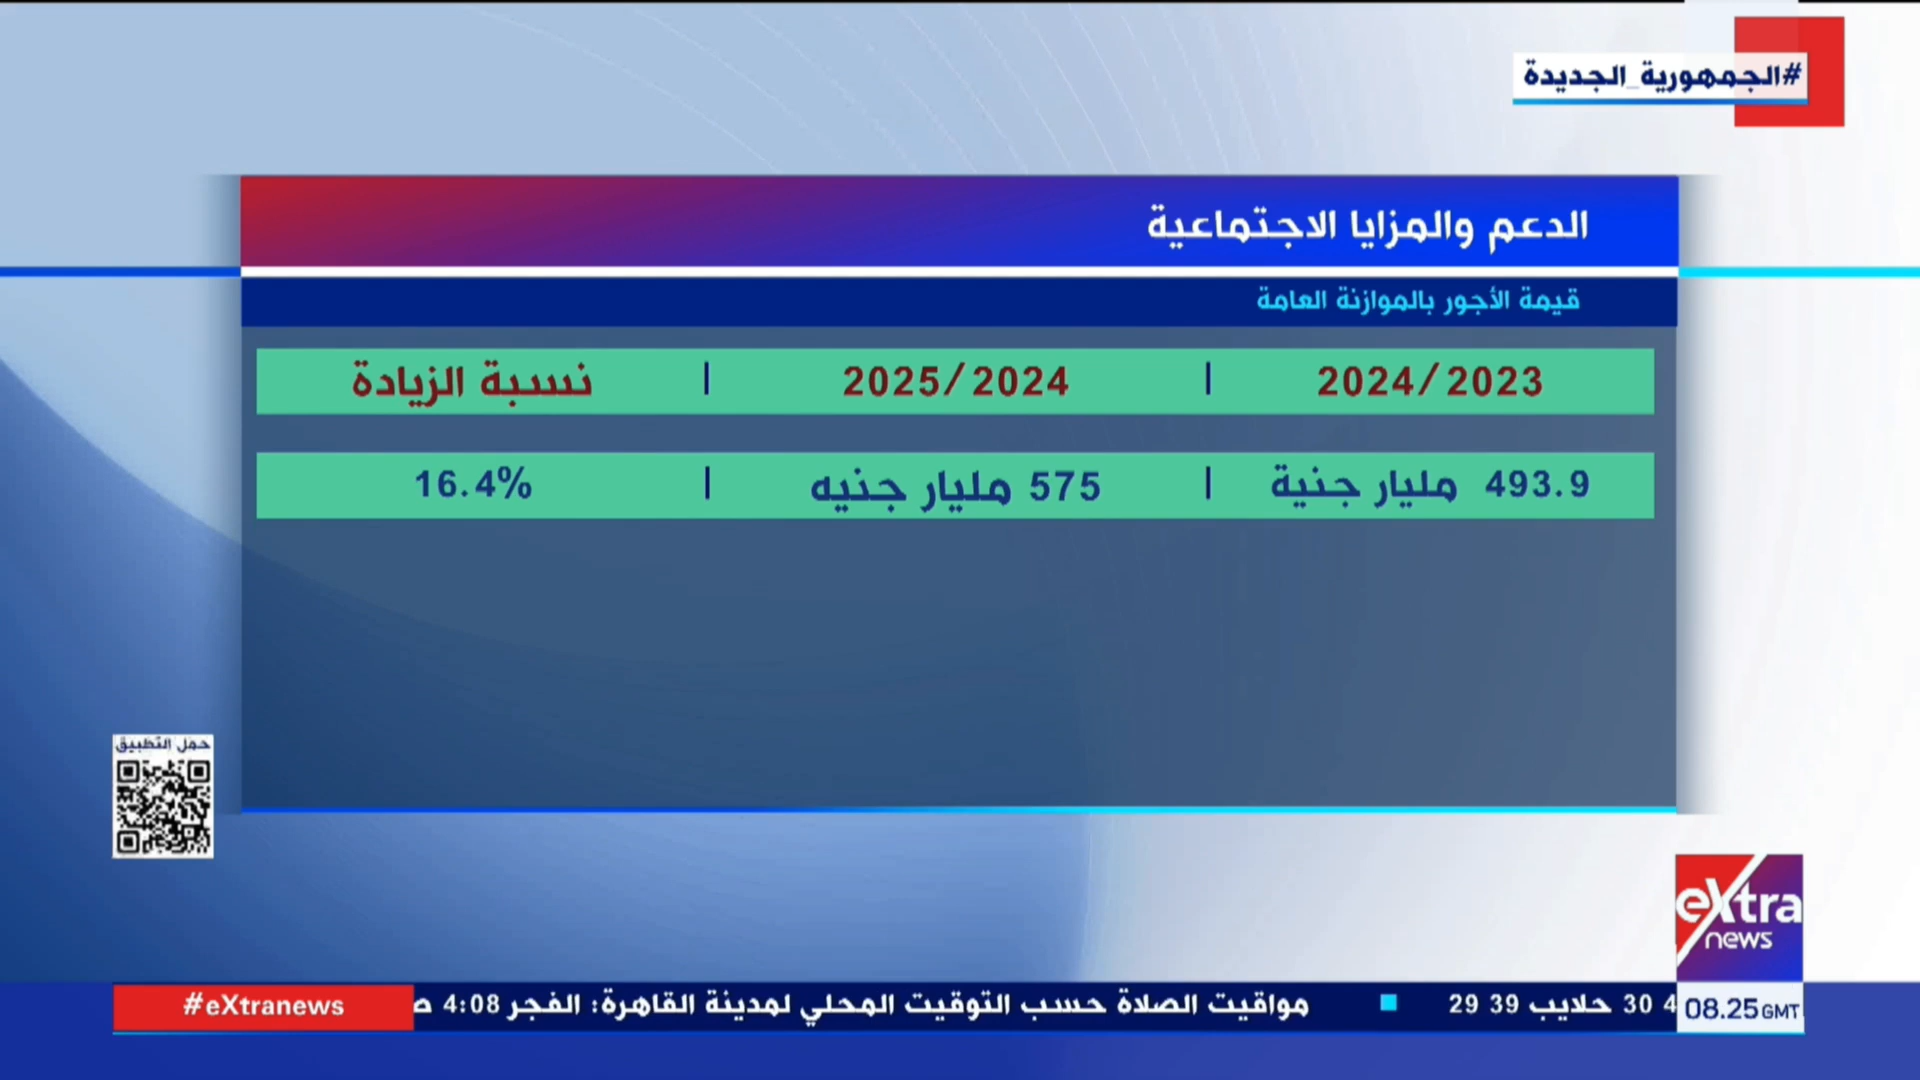 #الجمهورية_الجديدة
الدعم والمزايا الاجتماعية
قيمة الأجور بالموازنة العامة
2024/2023 | 2025/2024 | نسبة الزيادة
493.9 مليار جنية | 575 مليار جنيه | 16.4%
حمل التطبيق
eXtra
news
08.25 GMT
4 30 حلايب 39 29 ■ مواقيت الصلاة حسب التوقيت المحلي لمدينة القاهرة: الفجر 4:08 ص
#eXtranews